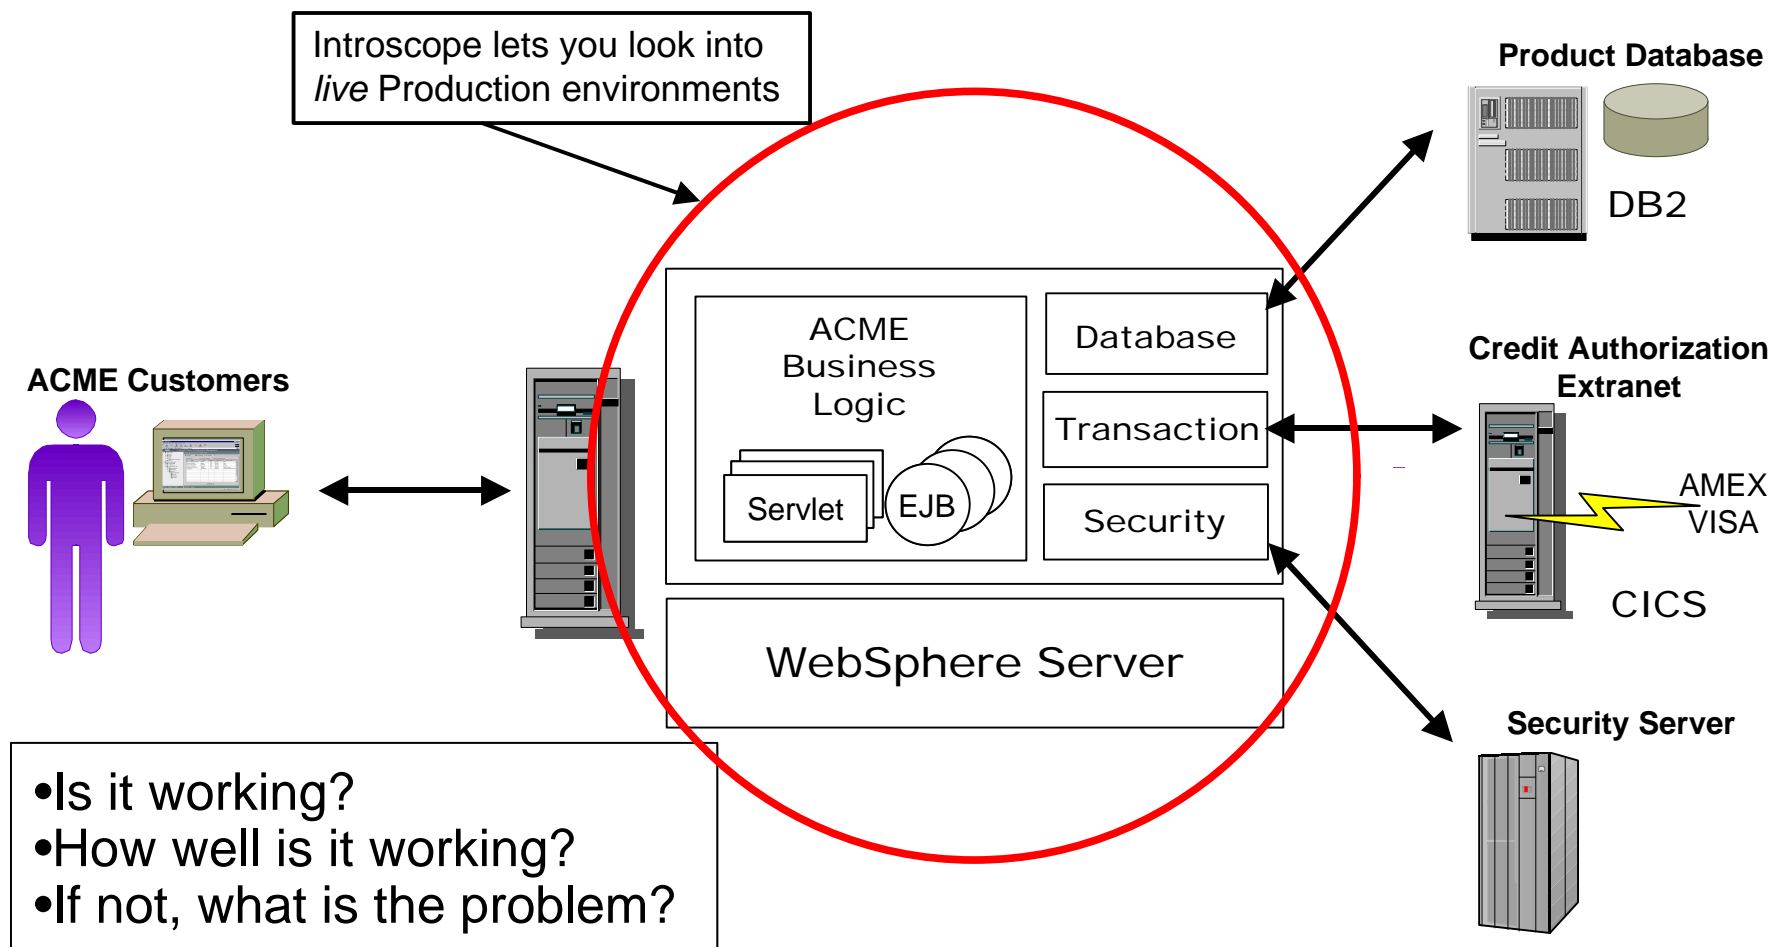 Introscope lets you look into
live Production environments
Product Database
DB2
ACME
Business
Logic
Servlet
EJB
Database
Transaction
Security
ACME Customers
Credit Authorization
Extranet
AMEX
VISA
CICS
WebSphere Server
Security Server
•Is it working?
•How well is it working?
•If not, what is the problem?